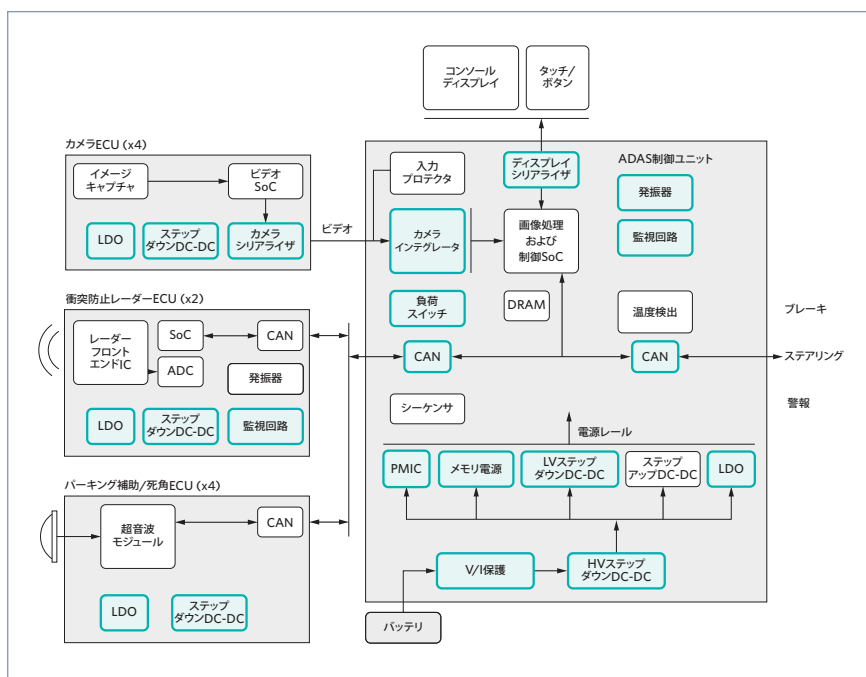 コンソール
ディスプレイ
タッチ/
ボタン
カメラECU (x4)
イメージ
キャプチャ
ビデオ
SoC
LDO
ステップ
ダウンDC-DC
カメラ
シリアライザ
ビデオ
衝突防止レーダーECU (x2)
レーダー
フロント
エンドIC
SoC
CAN
ADC
発振器
LDO
ステップ
ダウンDC-DC
監視回路
パーキング補助/死角ECU (x4)
超音波
モジュール
CAN
LDO
ステップ
ダウンDC-DC
入力
プロテクタ
ディスプレイ
シリアライザ
ADAS制御ユニット
発振器
カメラ
インテグレータ
画像処理
および
制御SoC
監視回路
負荷
スイッチ
DRAM
温度検出
CAN
CAN
ブレーキ
ステアリング
警報
シーケンサ
電源レール
PMIC
メモリ電源
LVステップ
ダウンDC-DC
ステップ
アップDC-DC
LDO
V/I保護
HVステップ
ダウンDC-DC
バッテリ